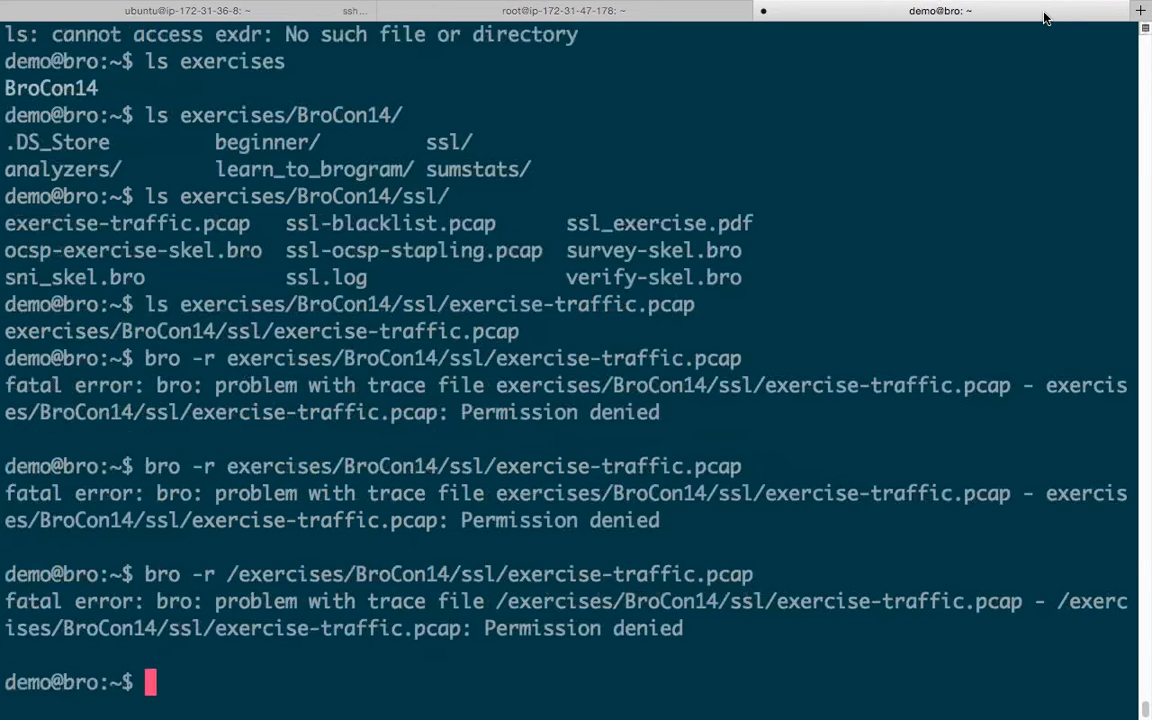 ubuntu@ip-172-31-36-8: ~ ssh... root@ip-172-31-47-178: ~ demo@bro: ~
ls: cannot access exdr: No such file or directory
demo@bro:~$ ls exercises
BroCon14
demo@bro:~$ ls exercises/BroCon14/
.DS_Store beginner/ ssl/
analyzers/ learn_to_brogram/ sumstats/
demo@bro:~$ ls exercises/BroCon14/ssl/
exercise-traffic.pcap ssl-blacklist.pcap ssl_exercise.pdf
ocsp-exercise-skel.bro ssl-ocsp-stapling.pcap survey-skel.bro
sni_skel.bro ssl.log verify-skel.bro
demo@bro:~$ ls exercises/BroCon14/ssl/exercise-traffic.pcap
exercises/BroCon14/ssl/exercise-traffic.pcap
demo@bro:~$ bro -r exercises/BroCon14/ssl/exercise-traffic.pcap
fatal error: bro: problem with trace file exercises/BroCon14/ssl/exercise-traffic.pcap - exercis
es/BroCon14/ssl/exercise-traffic.pcap: Permission denied
demo@bro:~$ bro -r exercises/BroCon14/ssl/exercise-traffic.pcap
fatal error: bro: problem with trace file exercises/BroCon14/ssl/exercise-traffic.pcap - exercis
es/BroCon14/ssl/exercise-traffic.pcap: Permission denied
demo@bro:~$ bro -r /exercises/BroCon14/ssl/exercise-traffic.pcap
fatal error: bro: problem with trace file /exercises/BroCon14/ssl/exercise-traffic.pcap - /exerc
ises/BroCon14/ssl/exercise-traffic.pcap: Permission denied
demo@bro:~$